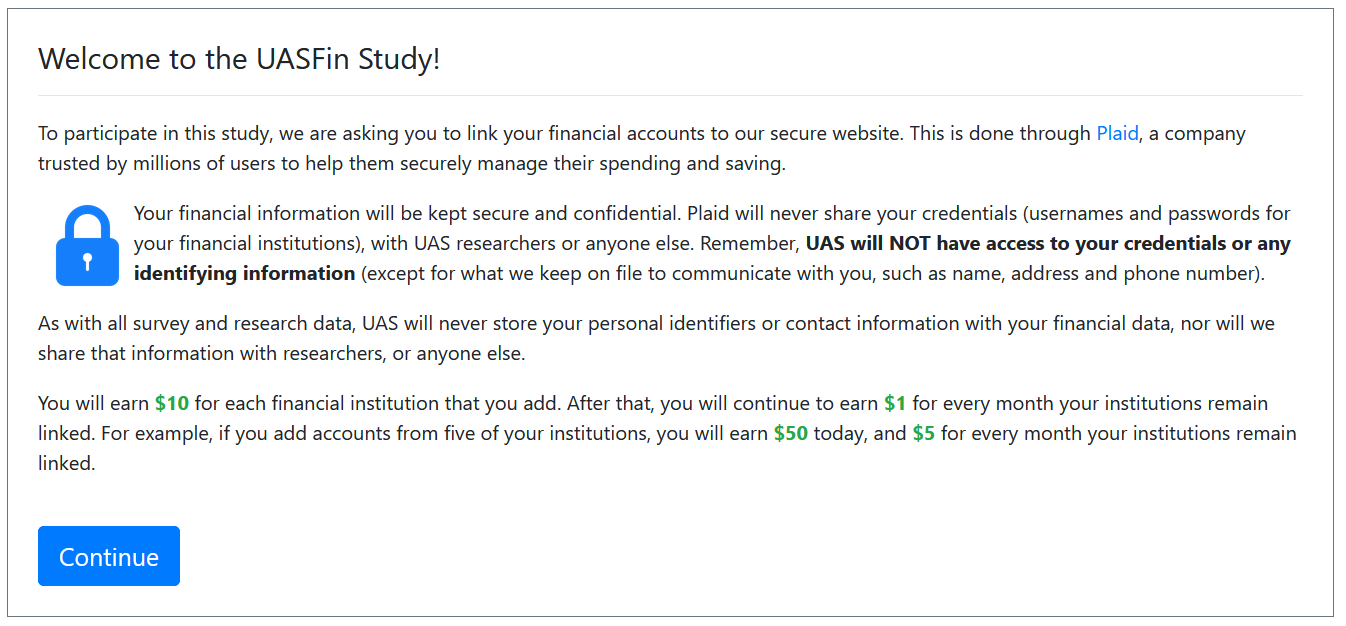 Welcome to the UASFin Study!
To participate in this study, we are asking you to link your financial accounts to our secure website. This is done through Plaid, a company
trusted by millions of users to help them securely manage their spending and saving.
Your financial information will be kept secure and confidential. Plaid will never share your credentials (usernames and passwords for
your financial institutions), with UAS researchers or anyone else. Remember, UAS will NOT have access to your credentials or any
identifying information (except for what we keep on file to communicate with you, such as name, address and phone number).
As with all survey and research data, UAS will never store your personal identifiers or contact information with your financial data, nor will we
share that information with researchers, or anyone else.
You will earn $10 for each financial institution that you add. After that, you will continue to earn $1 for every month your institutions remain
linked. For example, if you add accounts from five of your institutions, you will earn $50 today, and $5 for every month your institutions remain
linked.
Continue